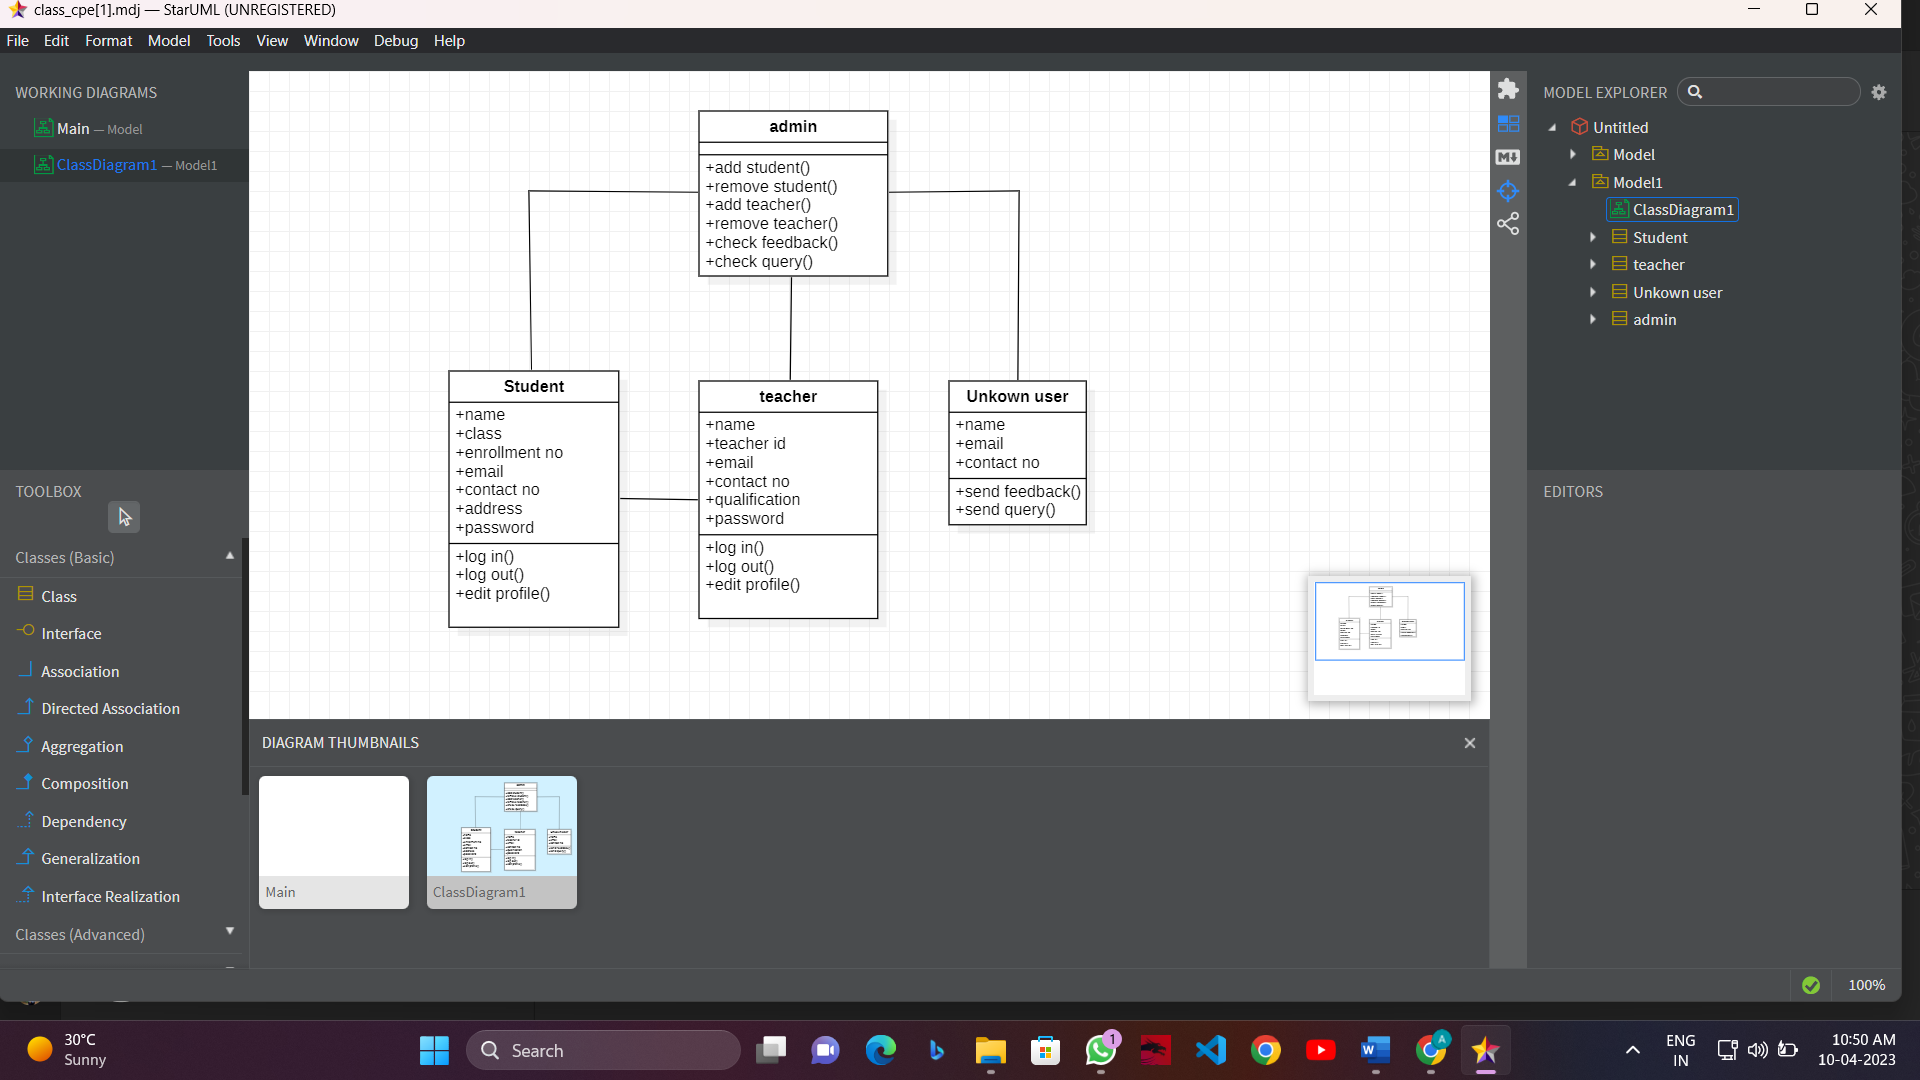 class_cpe[1].mdj — StarUML (UNREGISTERED)
File Edit Format Model Tools View Window Debug Help
WORKING DIAGRAMS
Main — Model
ClassDiagram1 — Model1
TOOLBOX
Classes (Basic)
Class
Interface
Association
Directed Association
Aggregation
Composition
Dependency
Generalization
Interface Realization
Classes (Advanced)
admin
+add student()
+remove student()
+add teacher()
+remove teacher()
+check feedback()
+check query()
Student
+name
+class
+enrollment no
+email
+contact no
+address
+password
+log in()
+log out()
+edit profile()
teacher
+name
+teacher id
+email
+contact no
+qualification
+password
+log in()
+log out()
+edit profile()
Unkown user
+name
+email
+contact no
+send feedback()
+send query()
DIAGRAM THUMBNAILS
Main
ClassDiagram1
M
MODEL EXPLORER
Untitled
Model
Model1
ClassDiagram1
Student
teacher
Unkown user
admin
EDITORS
100%
30°C
Sunny
Search
1
W
A
ENG
IN
10:50 AM
10-04-2023